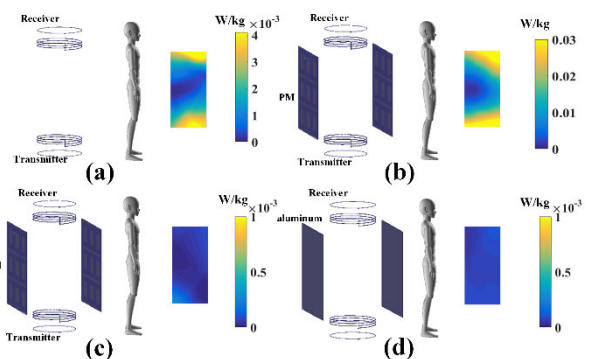 Receiver
W/kg
×10⁻³
4
3
2
1
0
Transmitter
(a)
Receiver
W/kg
0.03
0.02
0.01
0
PM
Transmitter
(b)
Receiver
W/kg
×10⁻³
1
0.5
0
Transmitter
(c)
Receiver
aluminum
W/kg
×10⁻³
1
0.5
0
Transmitter
(d)